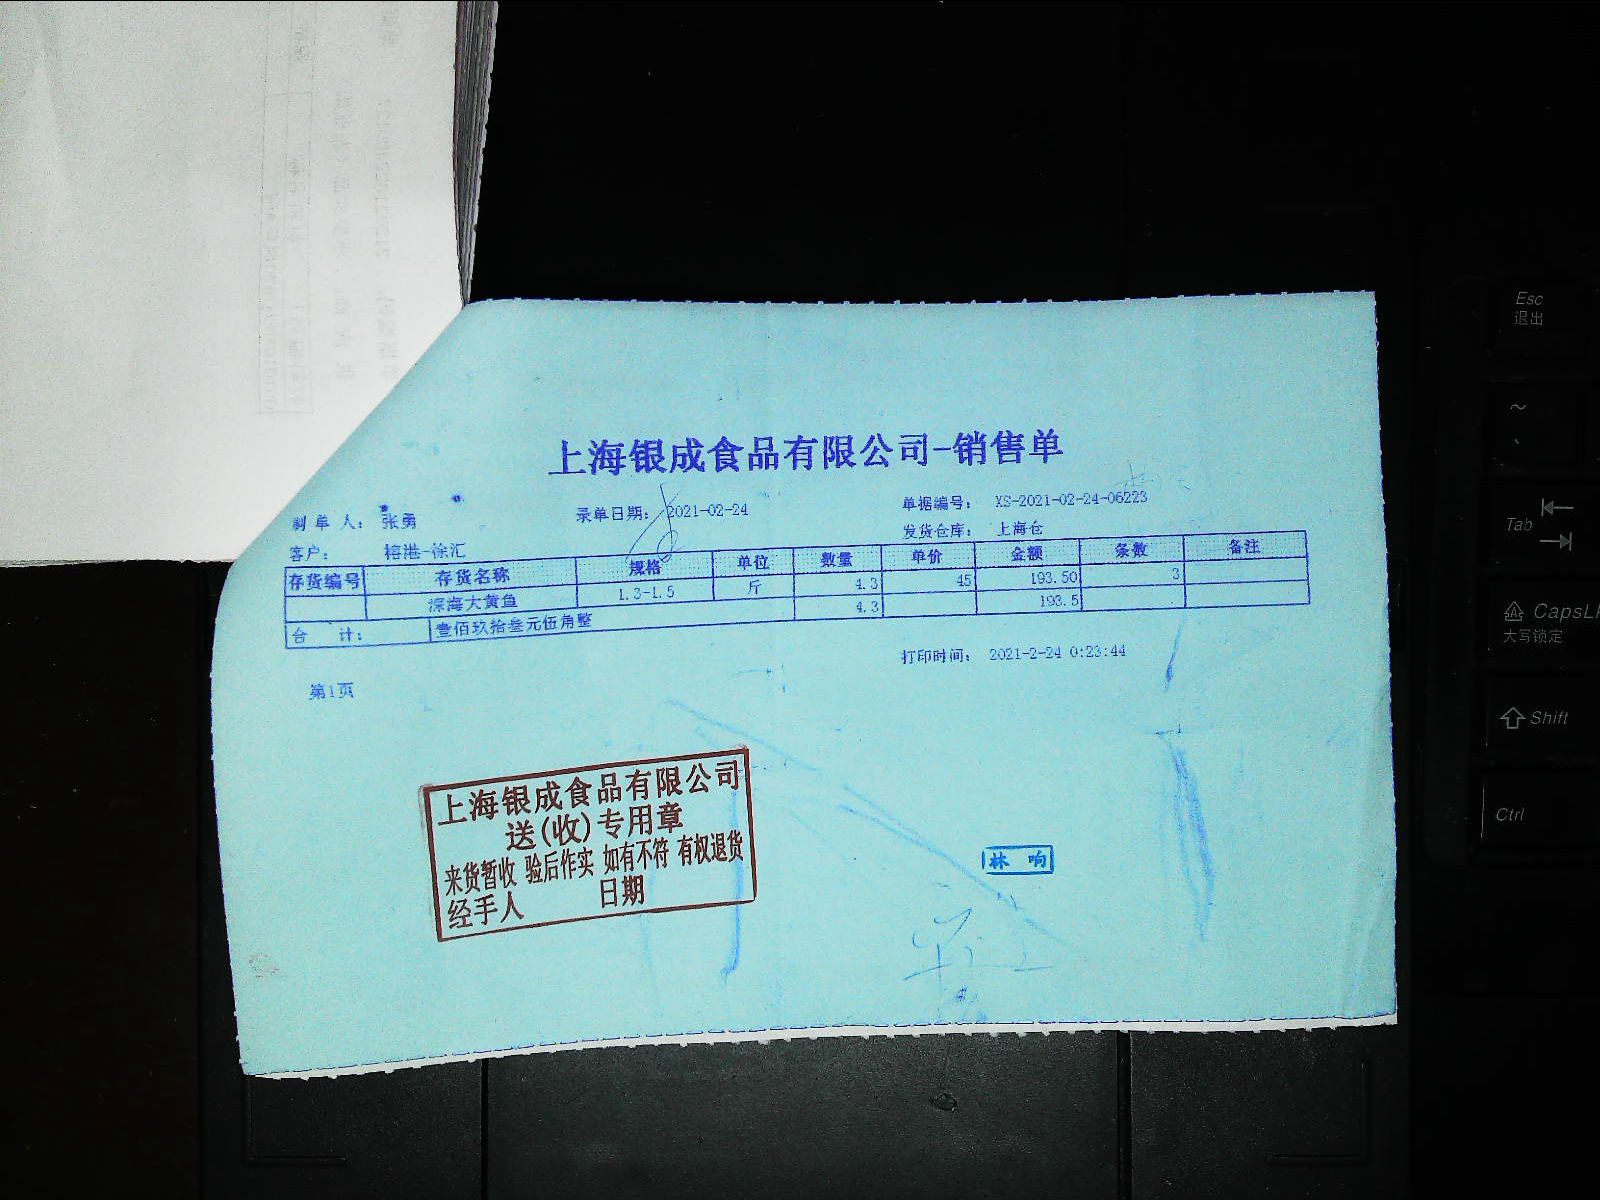 上海银成食品有限公司-销售单
制单人: 张勇 录单日期: 2021-02-24 单据编号: XS-2021-02-24-06223
客户: 榕港-徐汇 发货仓库: 上海仓
存货编号 存货名称 规格 单位 数量 单价 金额 条数 备注
深海大黄鱼 1.3-1.5 斤 4.3 45 193.50 3
合 计: 壹佰玖拾叁元伍角整 4.3 193.5
打印时间: 2021-2-24 0:23:44
第1页
上海银成食品有限公司
送(收)专用章
来货暂收 验后作实 如有不符 有权退货
经手人 日期
林 响
Esc
退出
~
Tab
CapsL
大写锁定
Shift
Ctrl